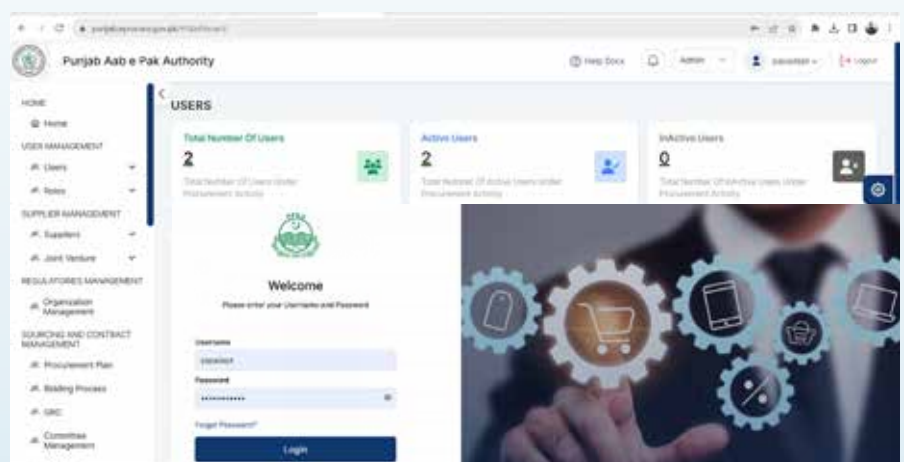 Punjab Aab e Pak Authority
Help Docs
Admin
Logout
HOME
Home
USER MANAGEMENT
Users
Roles
SUPPLIER MANAGEMENT
Suppliers
Joint Venture
REGULATORIES MANAGEMENT
Organization
Management
SOURCING AND CONTRACT
MANAGEMENT
Procurement Plan
Bidding Process
GRC
Committee
Management
USERS
Total Number Of Users
2
Total Number Of Users Under
Procurement Activity
Active Users
2
Total Number Of Active Users Under
Procurement Activity
InActive Users
0
Total Number Of InActive Users Under
Procurement Activity
Welcome
Please enter your Username and Password
Username
Password
Forgot Password?
Login